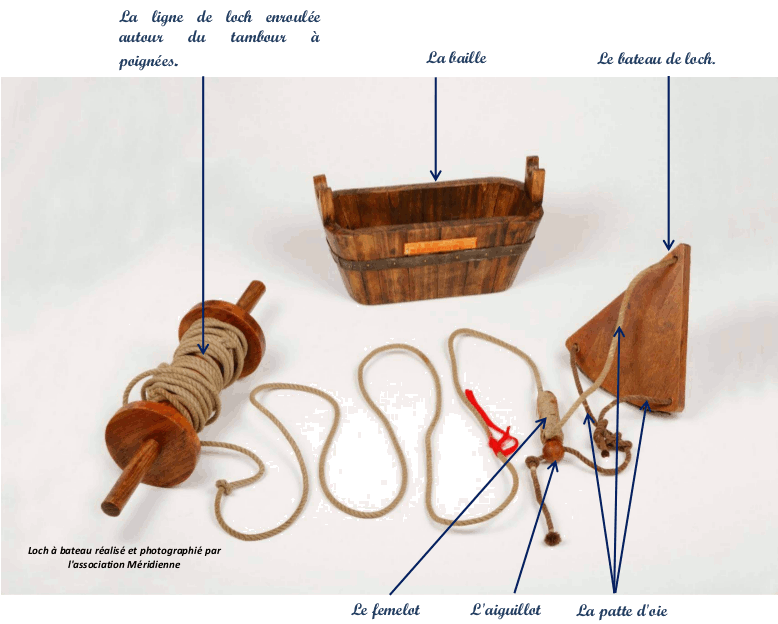 La ligne de loch enroulée
autour du tambour à
poignées.
La baille
Le bateau de loch.
Loch à bateau réalisé et photographié par
l'association Méridienne
Le femelot
L'aiguillot
La patte d'oie